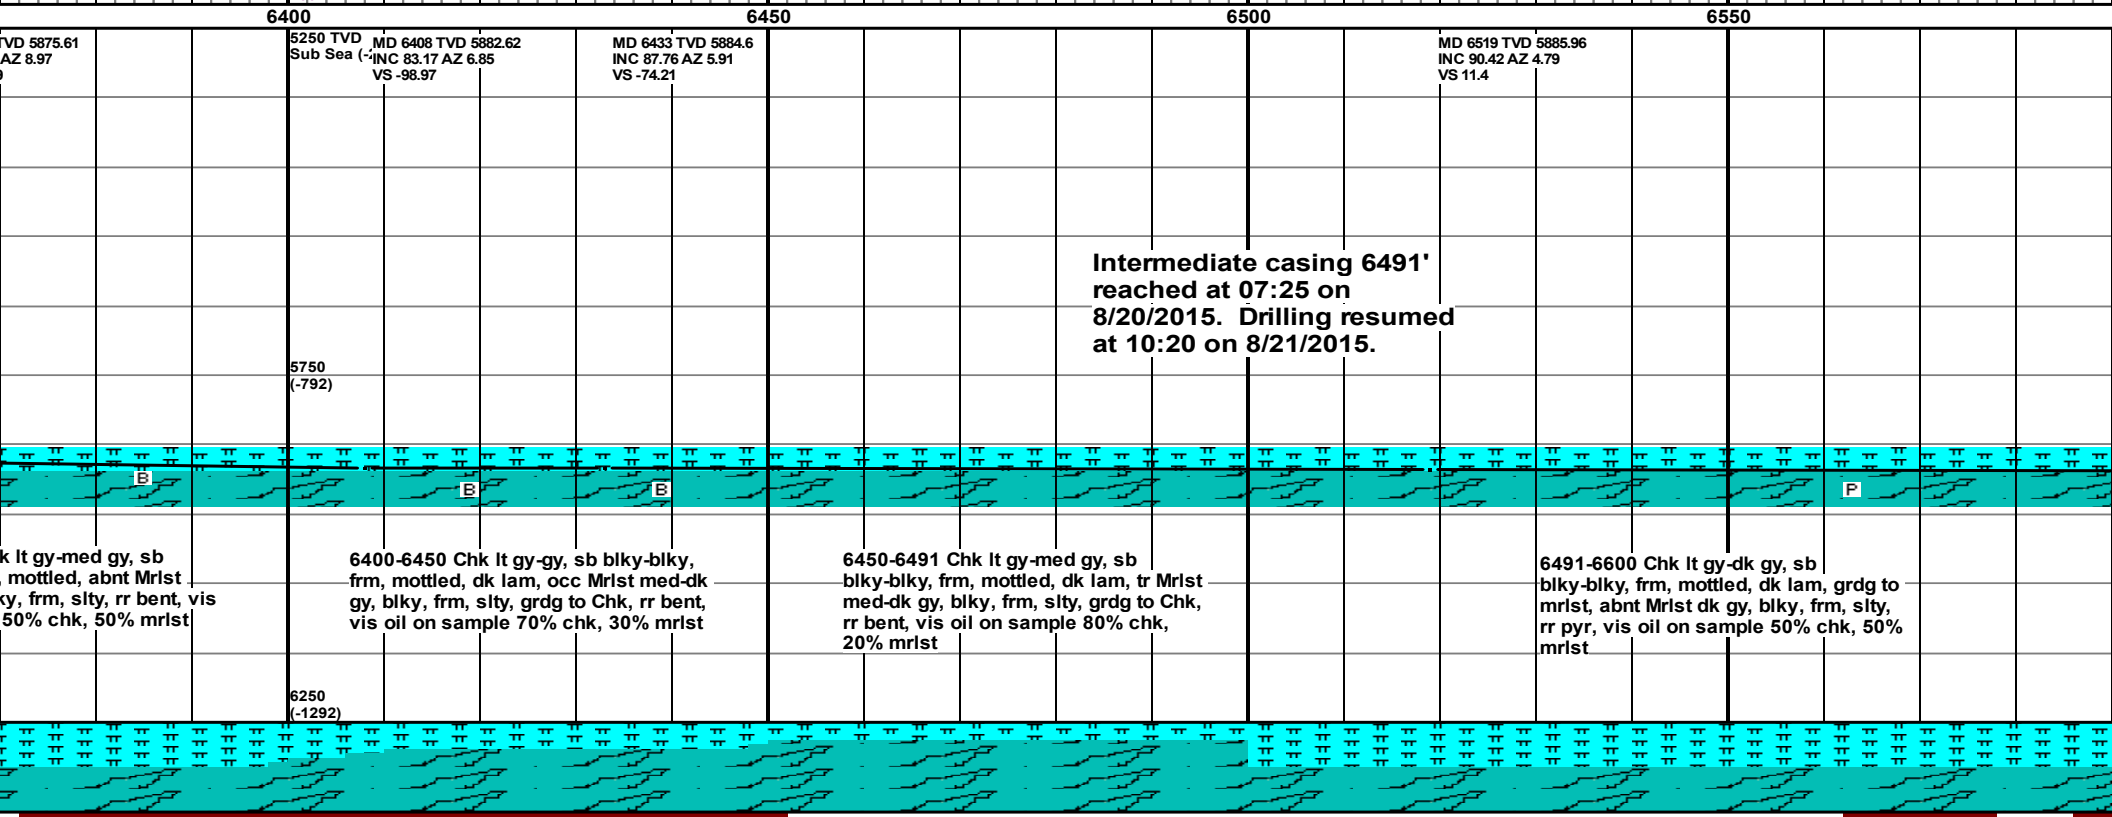 6400 6450 6500 6550
TVD 5875.61
AZ 8.97
9
5250 TVD
Sub Sea (-
MD 6408 TVD 5882.62
INC 83.17 AZ 6.85
VS -98.97
MD 6433 TVD 5884.6
INC 87.76 AZ 5.91
VS -74.21
MD 6519 TVD 5885.96
INC 90.42 AZ 4.79
VS 11.4
Intermediate casing 6491'
reached at 07:25 on
8/20/2015. Drilling resumed
at 10:20 on 8/21/2015.
5750
(-792)
B
B
B
P
k lt gy-med gy, sb
, mottled, abnt Mrlst
ky, frm, slty, rr bent, vis
50% chk, 50% mrlst
6400-6450 Chk lt gy-gy, sb blky-blky,
frm, mottled, dk lam, occ Mrlst med-dk
gy, blky, frm, slty, grdg to Chk, rr bent,
vis oil on sample 70% chk, 30% mrlst
6450-6491 Chk lt gy-med gy, sb
blky-blky, frm, mottled, dk lam, tr Mrlst
med-dk gy, blky, frm, slty, grdg to Chk,
rr bent, vis oil on sample 80% chk,
20% mrlst
6491-6600 Chk lt gy-dk gy, sb
blky-blky, frm, mottled, dk lam, grdg to
mrlst, abnt Mrlst dk gy, blky, frm, slty,
rr pyr, vis oil on sample 50% chk, 50%
mrlst
6250
(-1292)